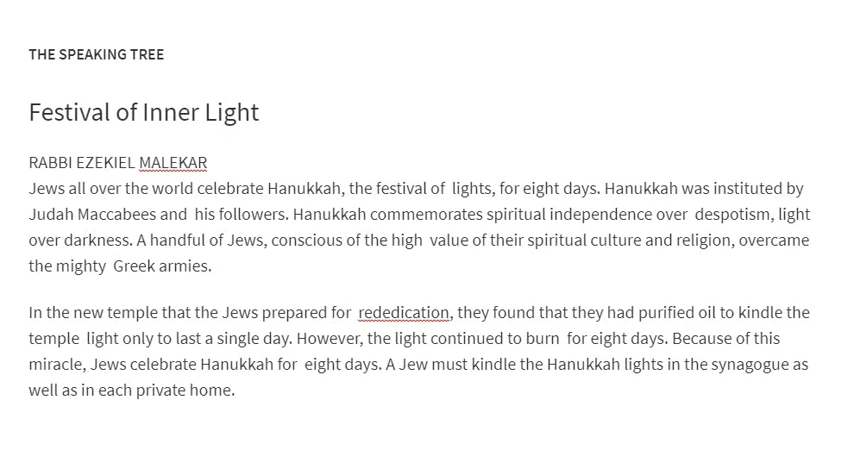 THE SPEAKING TREE
Festival of Inner Light
RABBI EZEKIEL MALEKAR
Jews all over the world celebrate Hanukkah, the festival of  lights, for eight days. Hanukkah was instituted by
Judah Maccabees and  his followers. Hanukkah commemorates spiritual independence over  despotism, light
over darkness. A handful of Jews, conscious of the high  value of their spiritual culture and religion, overcame
the mighty  Greek armies.
In the new temple that the Jews prepared for  rededication, they found that they had purified oil to kindle the
temple  light only to last a single day. However, the light continued to burn  for eight days. Because of this
miracle, Jews celebrate Hanukkah for  eight days. A Jew must kindle the Hanukkah lights in the synagogue as
well as in each private home.